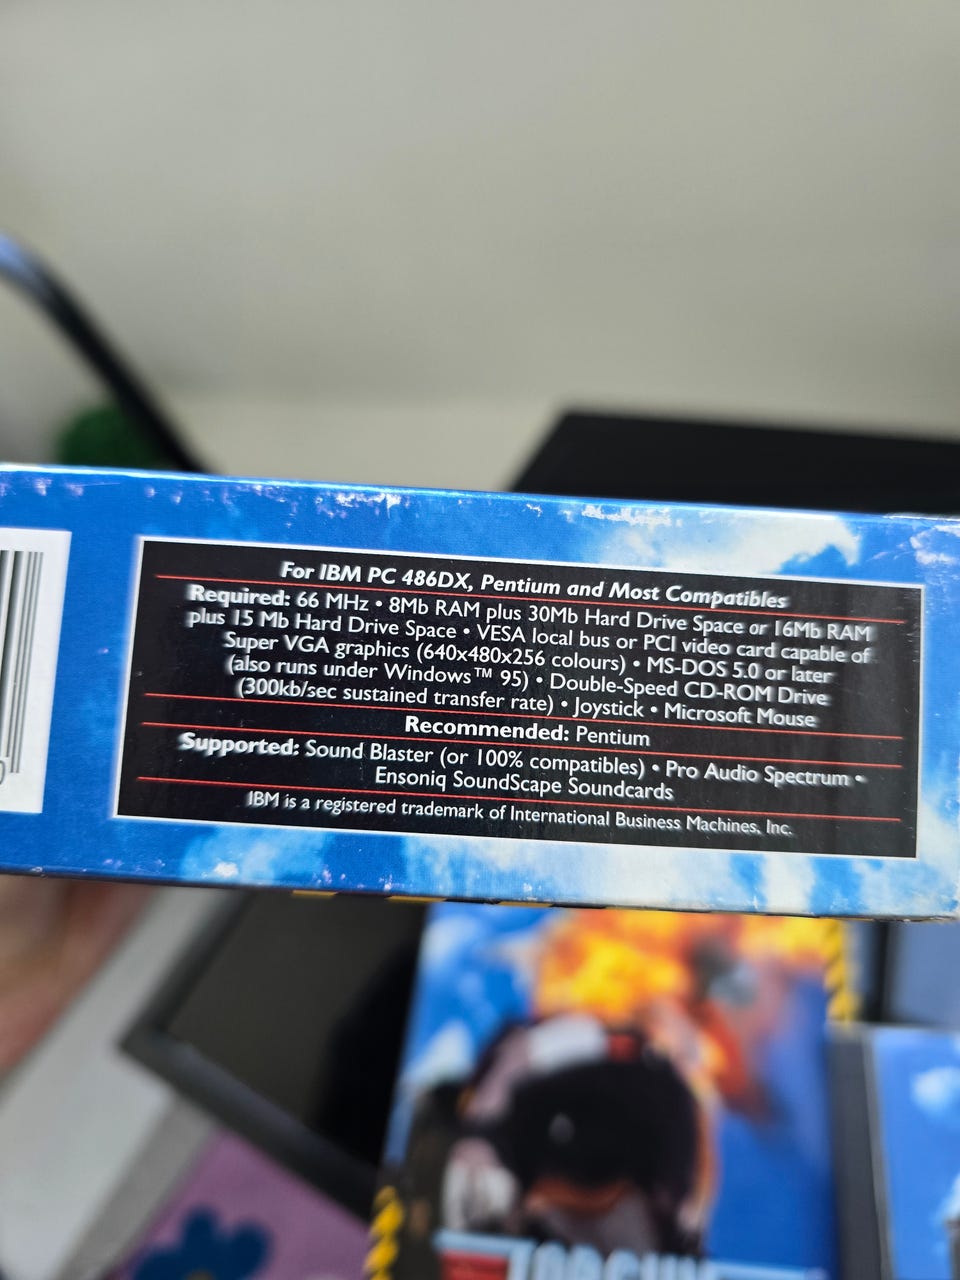 For IBM PC 486DX, Pentium and Most Compatibles
Required: 66 MHz • 8Mb RAM plus 30Mb Hard Drive Space or 16Mb RAM
plus 15 Mb Hard Drive Space • VESA local bus or PCI video card capable of
Super VGA graphics (640x480x256 colours) • MS-DOS 5.0 or later
(also runs under Windows™ 95) • Double-Speed CD-ROM Drive
(300kb/sec sustained transfer rate) • Joystick • Microsoft Mouse
Recommended: Pentium
Supported: Sound Blaster (or 100% compatibles) • Pro Audio Spectrum •
Ensoniq SoundScape Soundcards
IBM is a registered trademark of International Business Machines, Inc.